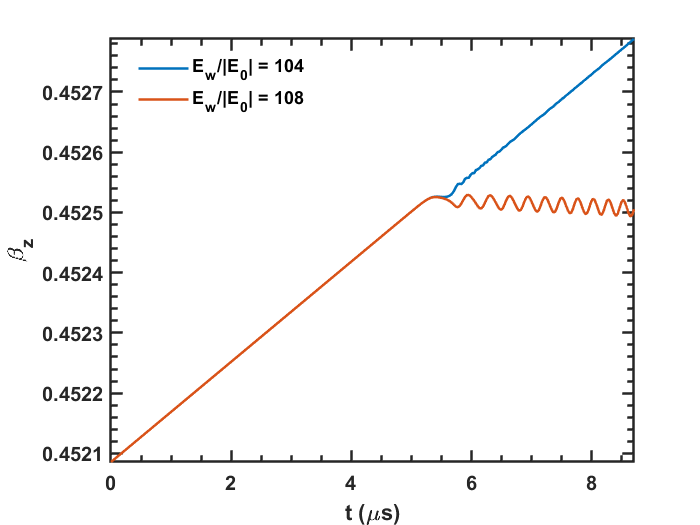 E_w/|E_0| = 104
E_w/|E_0| = 108
0.4527
0.4526
0.4525
0.4524
0.4523
0.4522
0.4521
β_z
0 2 4 6 8
t (μs)